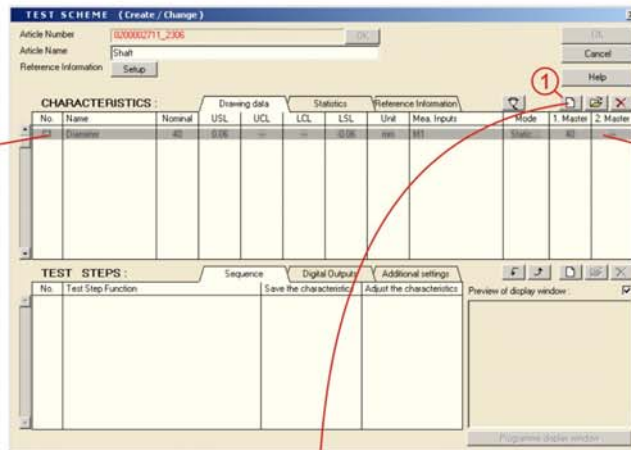 TEST SCHEME (Create / Change)
Article Number 0200002711_2306 OK
OK
Article Name Shaft
Cancel
Reference Information Setup
Help
1
CHARACTERISTICS : Drawing data Statistics Reference Information
No. Name Nominal USL UCL LCL LSL Unit Mea. Inputs Mode 1. Master 2. Master
Diameter 40 0.06 --- --- -0.06 mm M1 Static... 40 ---
TEST STEPS : Sequence Digital Outputs Additional settings
No. Test Step Function Save the characteristics Adjust the characteristics Preview of display window :
Programme display window